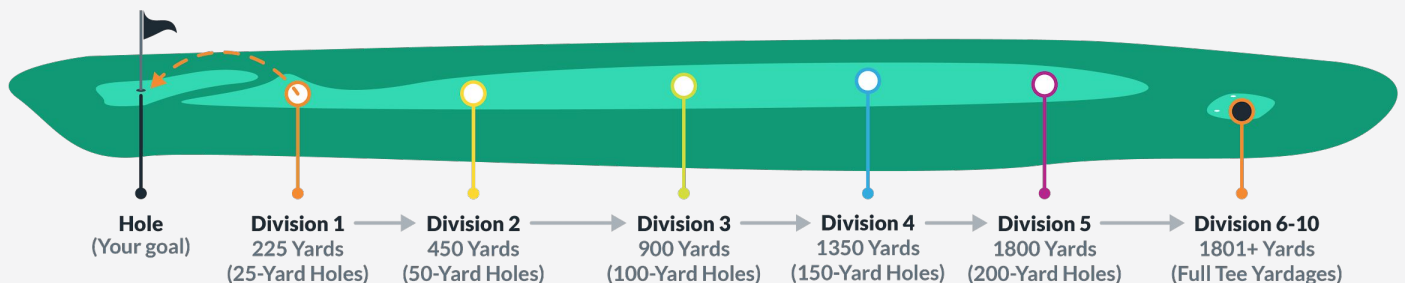 Hole
(Your goal)
Division 1
225 Yards
(25-Yard Holes)
Division 2
450 Yards
(50-Yard Holes)
Division 3
900 Yards
(100-Yard Holes)
Division 4
1350 Yards
(150-Yard Holes)
Division 5
1800 Yards
(200-Yard Holes)
Division 6-10
1801+ Yards
(Full Tee Yardages)